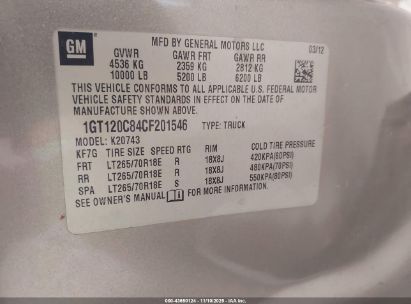 GM
MFD BY GENERAL MOTORS LLC 03/12
GVWR GAWR FRT GAWR RR
4536 KG 2359 KG 2812 KG
10000 LB 5200 LB 6200 LB
THIS VEHICLE CONFORMS TO ALL APPLICABLE U.S. FEDERAL MOTOR
VEHICLE SAFETY STANDARDS IN EFFECT ON THE DATE OF
MANUFACTURE SHOWN ABOVE.
1GT120C84CF201546 TYPE: TRUCK
MODEL: K20743
KF7G TIRE SIZE SPEED RTG RIM COLD TIRE PRESSURE
FRT LT265/70R18E R 18X8J 420KPA(60PSI)
RR LT265/70R18E R 18X8J 480KPA(70PSI)
SPA LT265/70R18E S 18X8J 550KPA(80PSI)
SEE OWNER'S MANUAL FOR MORE INFORMATION.